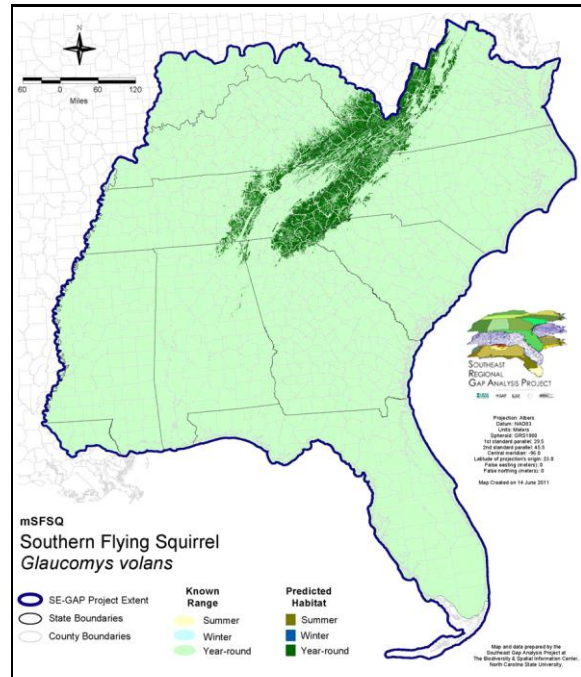 N
60 0 60 120
Miles
SOUTHEAST
REGIONAL
GAP ANALYSIS PROJECT
Projection: Albers
Datum: NAD83
Units: Meters
Spheroid: GRS1980
1st standard parallel: 29.5
2nd standard parallel: 45.5
Central meridian: -96.0
Latitude of projection's origin: 23.0
False easting (meters): 0
False northing (meters): 0
Map Created on 14 June 2011
mSFSQ
Southern Flying Squirrel
Glaucomys volans
SE-GAP Project Extent
State Boundaries
County Boundaries
Known
Range
Summer
Winter
Year-round
Predicted
Habitat
Summer
Winter
Year-round
Map and data prepared by the
Southeast Gap Analysis Project at
The Biodiversity & Spatial Information Center,
North Carolina State University.